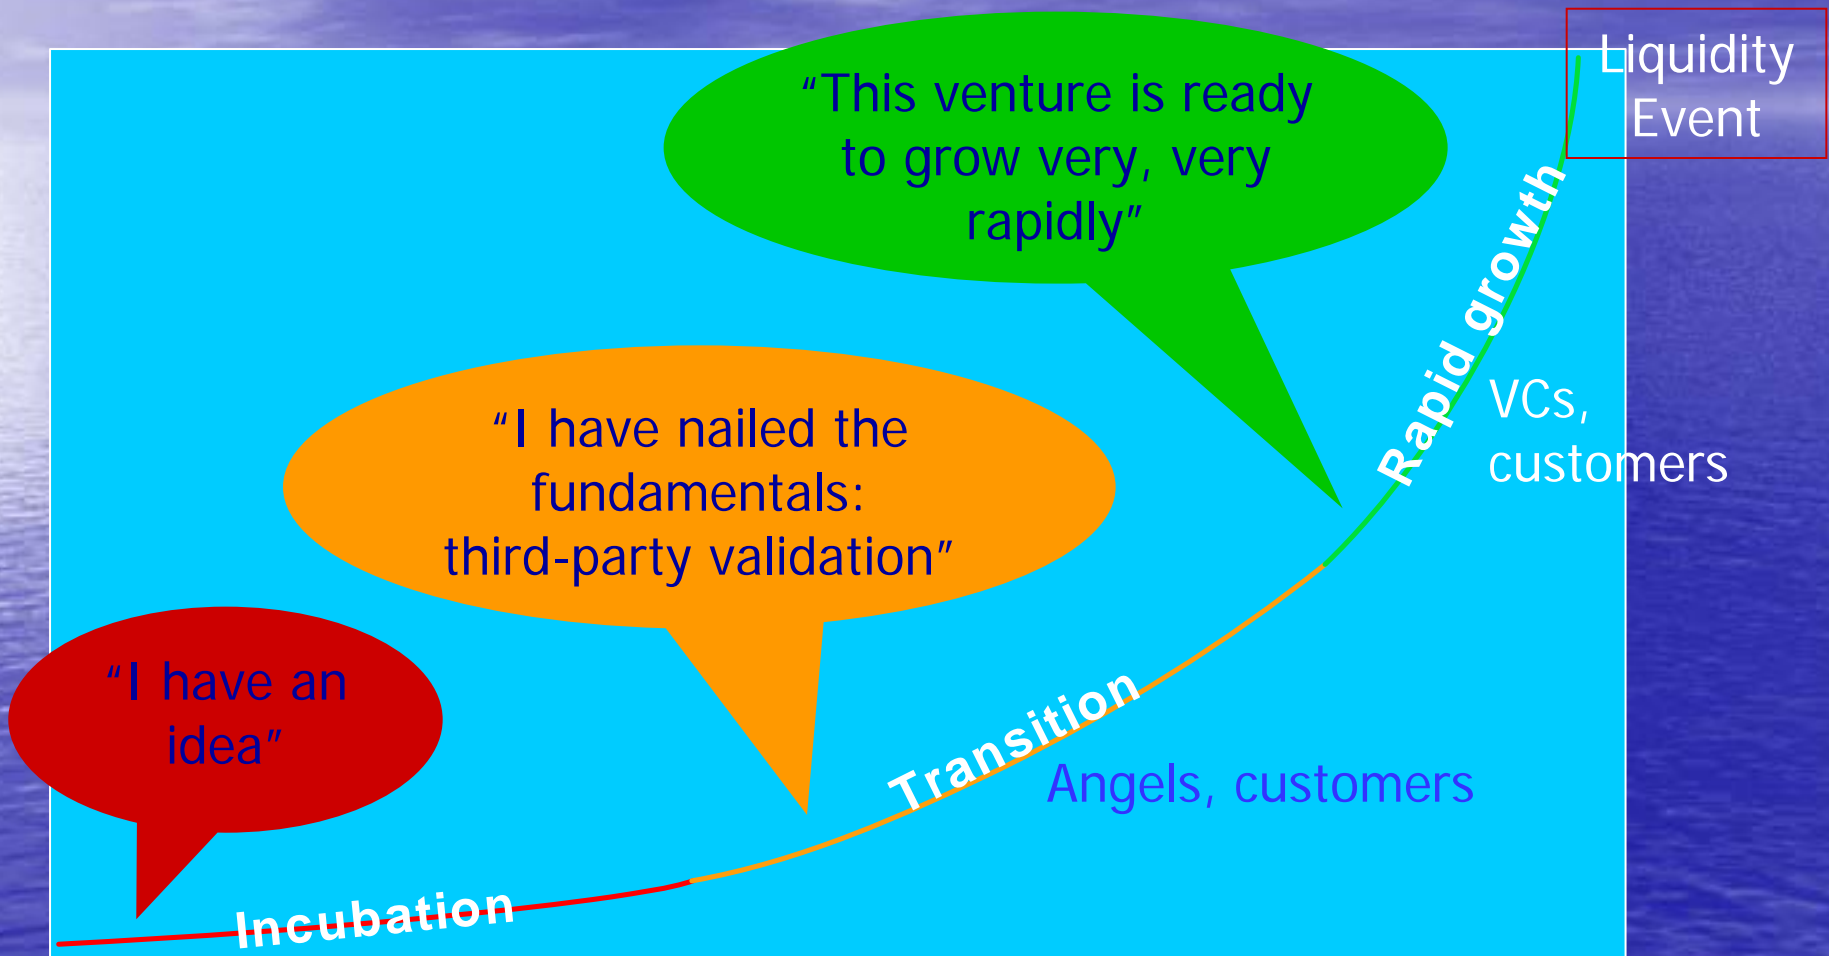 Liquidity
Event
“This venture is ready
to grow very, very
rapidly”
Rapid growth
VCs,
customers
“I have nailed the
fundamentals:
third-party validation”
“I have an
idea”
Transition
Angels, customers
Incubation